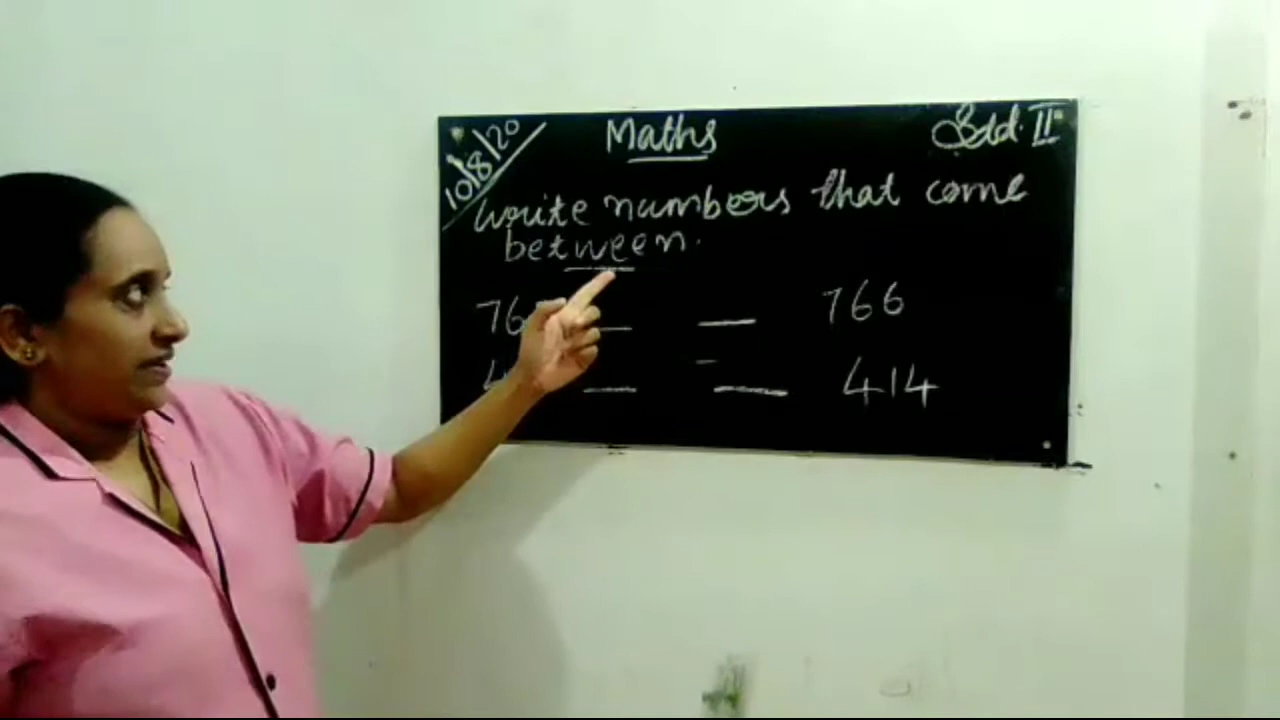 10/8/20 Maths Std. II
Write numbers that come
between.
766
414